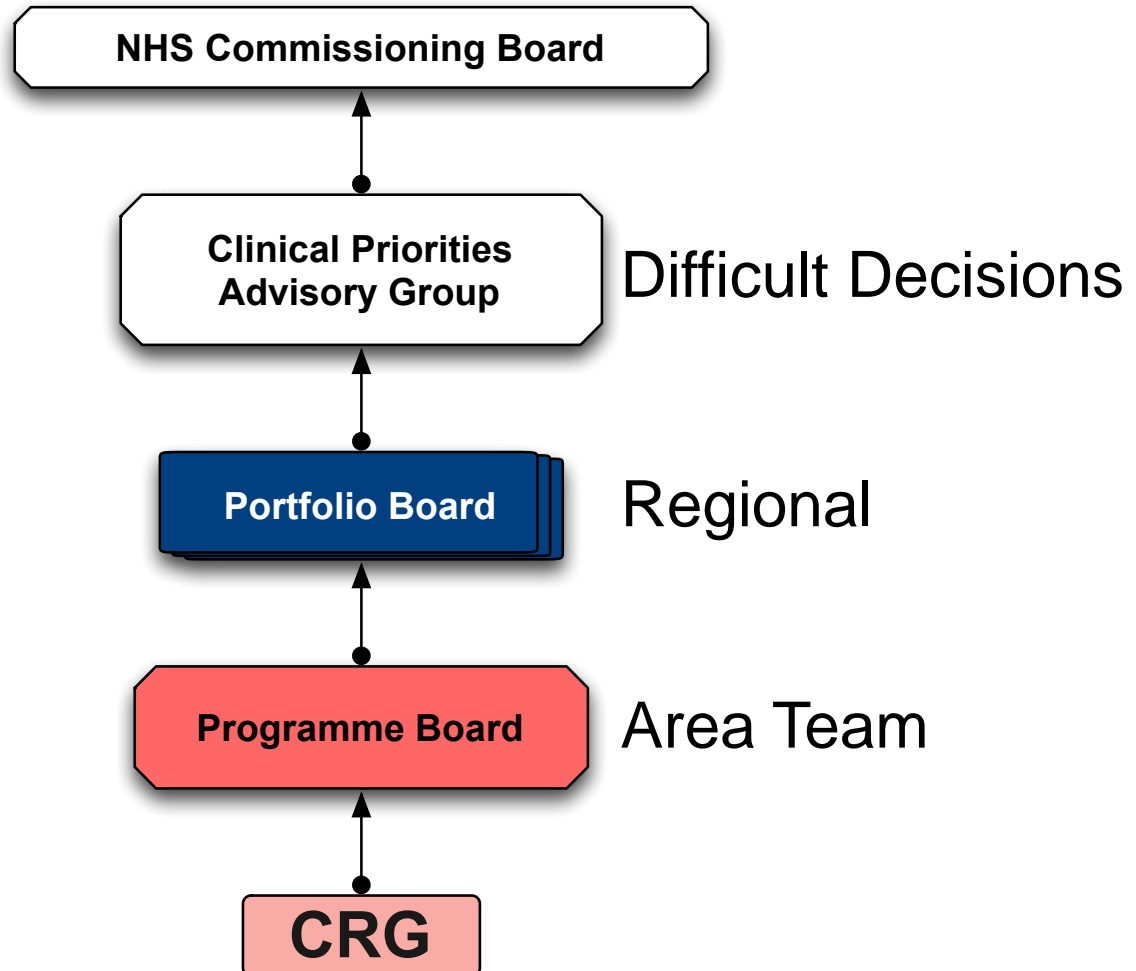 NHS Commissioning Board
Clinical Priorities
Advisory Group
Difficult Decisions
Portfolio Board
Regional
Programme Board
Area Team
CRG